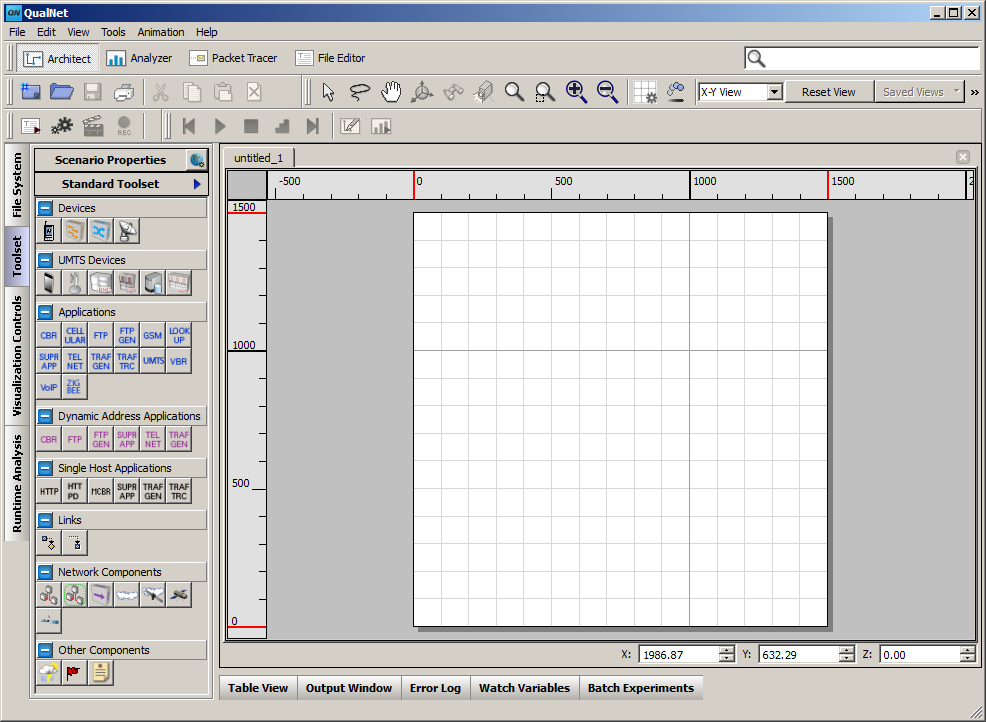 QN QualNet
File Edit View Tools Animation Help
Architect Analyzer Packet Tracer File Editor
X-Y View Reset View Saved Views »
REC
File System
Toolset
Visualization Controls
Runtime Analysis
Scenario Properties
Standard Toolset
Devices
UMTS Devices
RNC
Applications
CBR CELL ULAR FTP FTP GEN GSM LOOK UP
SUPR APP TEL NET TRAF GEN TRAF TRC UMTS VBR
VoIP ZIG BEE
Dynamic Address Applications
CBR FTP FTP GEN SUPR APP TEL NET TRAF GEN
Single Host Applications
HTTP HTT PD MCBR SUPR APP TRAF GEN TRAF TRC
Links
Network Components
Other Components
untitled_1
-500 0 500 1000 1500 2
1500
1000
500
0
X: 1986.87 Y: 632.29 Z: 0.00
Table View Output Window Error Log Watch Variables Batch Experiments